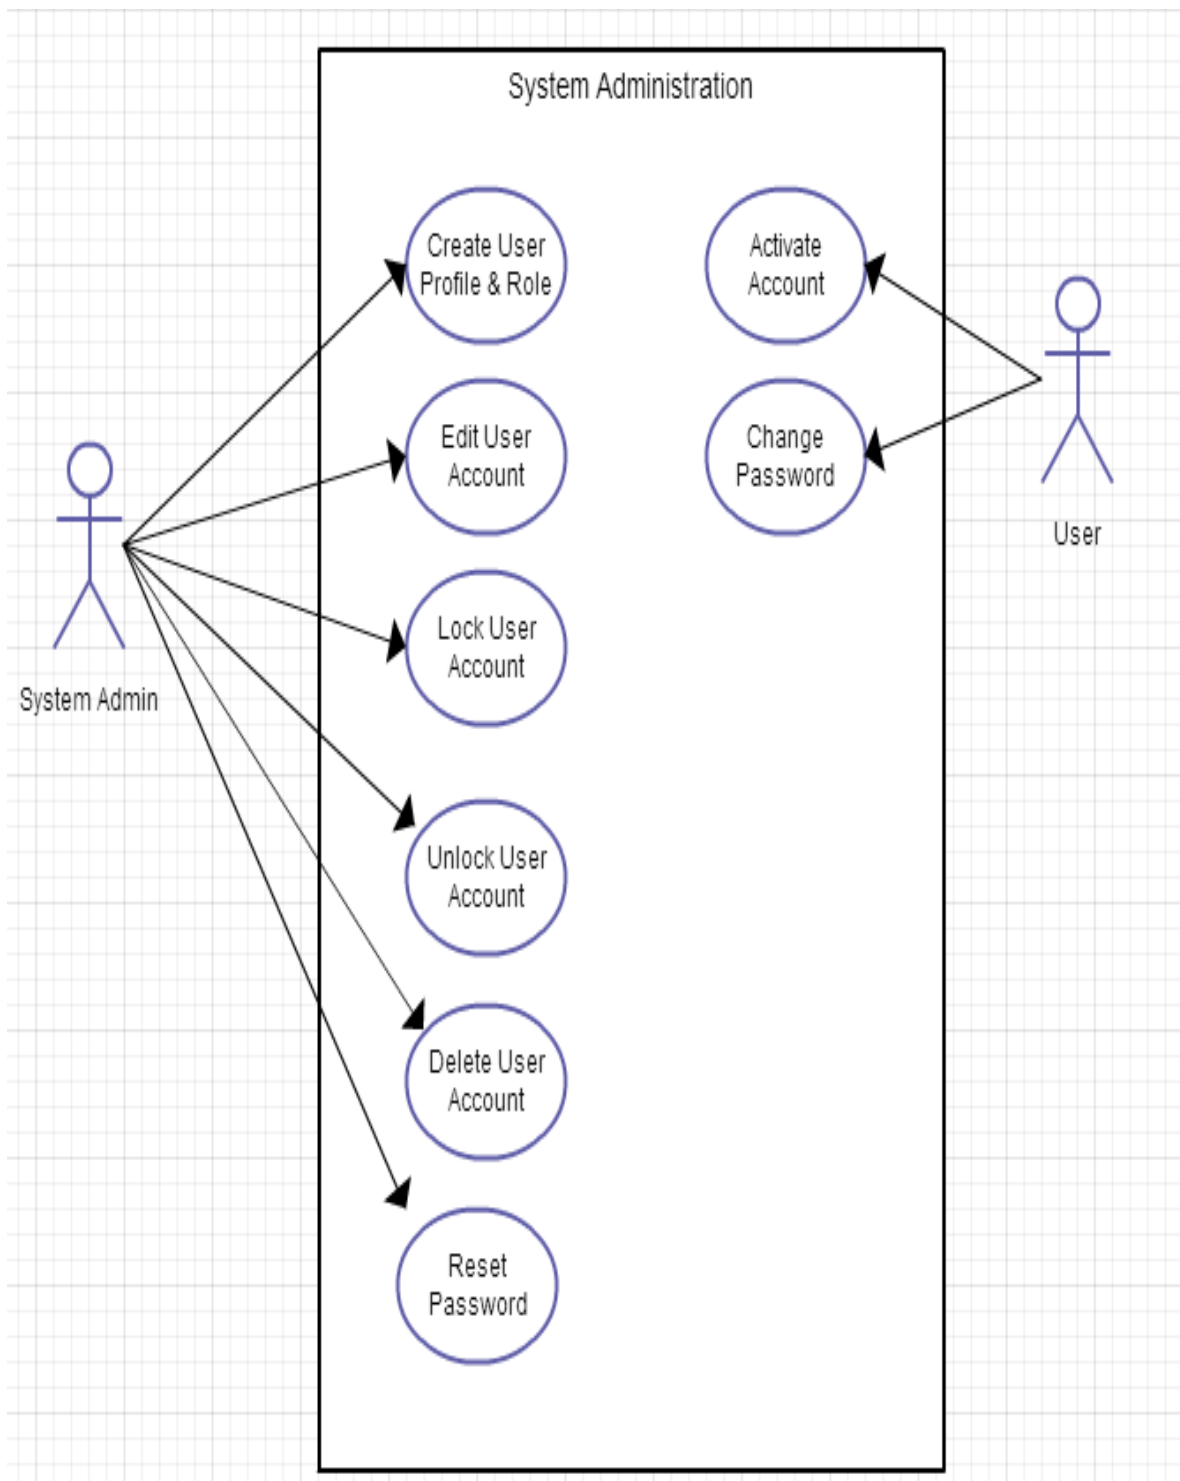 System Administration
Create User
Profile & Role
Activate
Account
Edit User
Account
Change
Password
User
Lock User
Account
System Admin
Unlock User
Account
Delete User
Account
Reset
Password